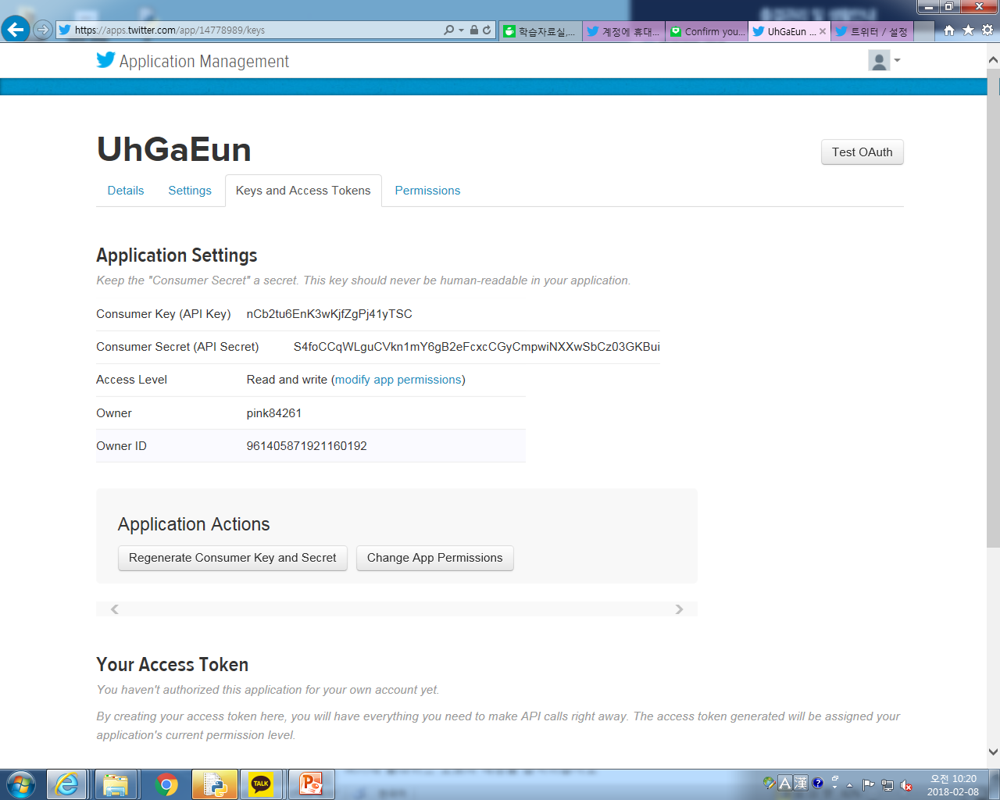 https://apps.twitter.com/app/14778989/keys
학습자료실,...
계정에 휴대...
Confirm you...
UhGaEun ...
트위터 / 설정
Application Management
UhGaEun
Test OAuth
Details
Settings
Keys and Access Tokens
Permissions
Application Settings
Keep the "Consumer Secret" a secret. This key should never be human-readable in your application.
Consumer Key (API Key) nCb2tu6EnK3wKjfZgPj41yTSC
Consumer Secret (API Secret) S4foCCqWLguCVkn1mY6gB2eFcxcCGyCmpwiNXXwSbCz03GKBui
Access Level Read and write (modify app permissions)
Owner pink84261
Owner ID 961405871921160192
Application Actions
Regenerate Consumer Key and Secret
Change App Permissions
Your Access Token
You haven't authorized this application for your own account yet.
By creating your access token here, you will have everything you need to make API calls right away. The access token generated will be assigned your
application's current permission level.
TALK
A 漢
오전 10:20
2018-02-08